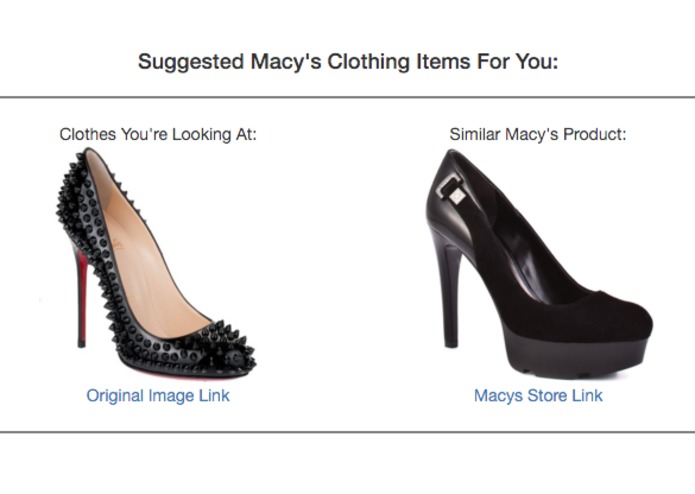 Suggested Macy's Clothing Items For You:
Clothes You're Looking At:
Similar Macy's Product:
Original Image Link
Macys Store Link